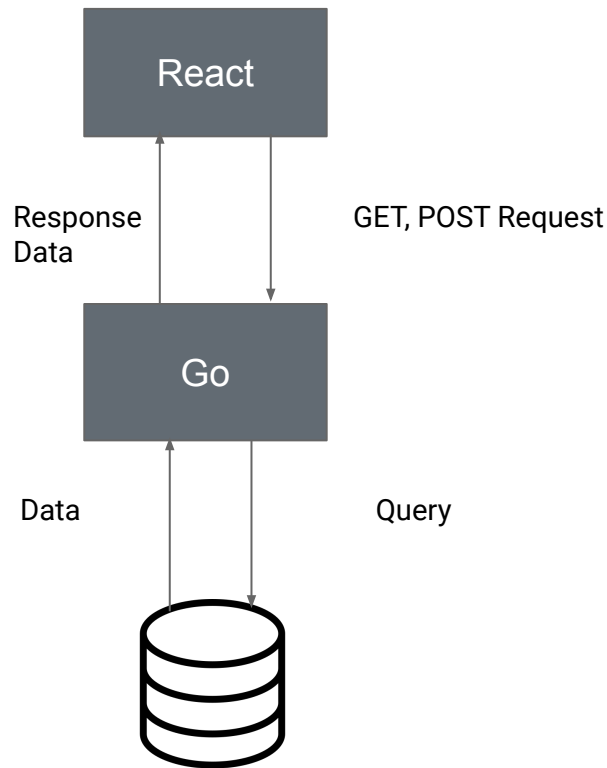 React
Response
Data
GET, POST Request
Go
Data
Query